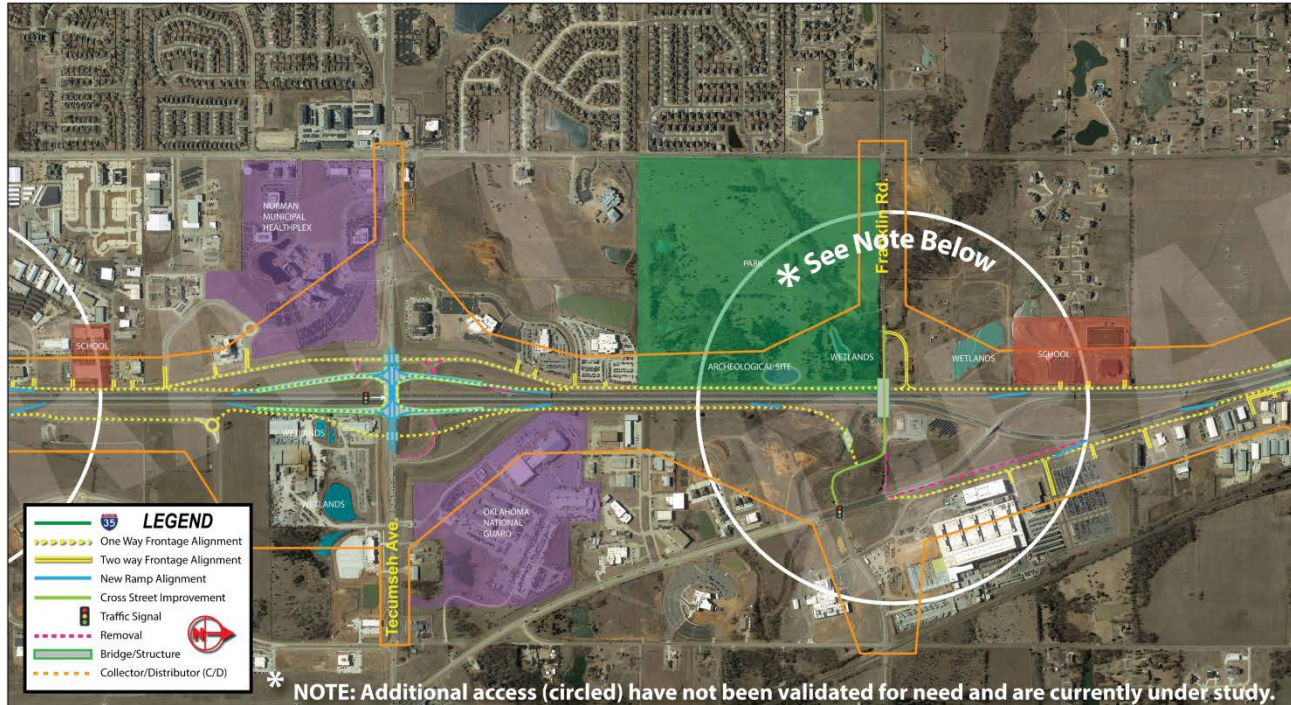 NORMAN
MUNICIPAL
HEALTHPLEX
Franklin Rd.
* See Note Below
PARK
SCHOOL
ARCHEOLOGICAL SITE
WETLANDS
WETLANDS
SCHOOL
WETLANDS
WETLANDS
OKLAHOMA
NATIONAL
GUARD
Tecumseh Ave.
35 LEGEND
One Way Frontage Alignment
Two way Frontage Alignment
New Ramp Alignment
Cross Street Improvement
Traffic Signal
Removal
N
Bridge/Structure
Collector/Distributor (C/D)
* NOTE: Additional access (circled) have not been validated for need and are currently under study.